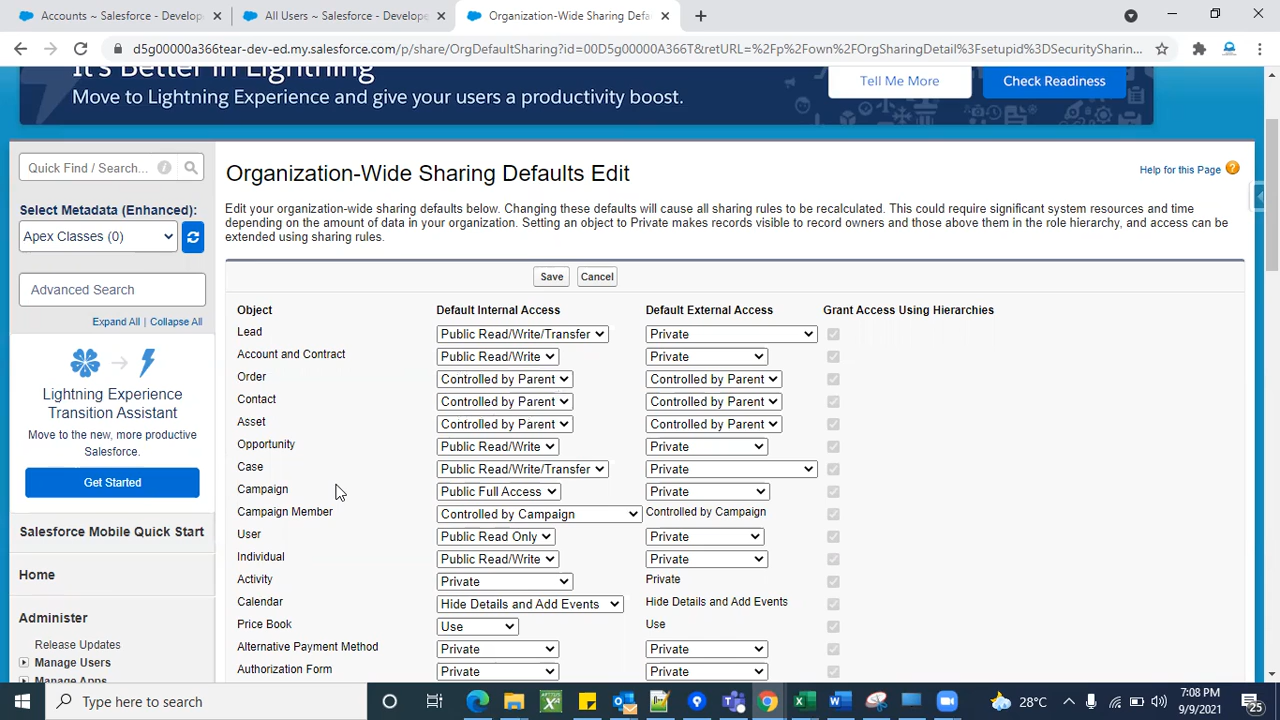 Accounts ~ Salesforce - Develope
All Users ~ Salesforce - Develope
Organization-Wide Sharing Defa
d5g00000a366tear-dev-ed.my.salesforce.com/p/share/OrgDefaultSharing?id=00D5g00000A366T&retURL=%2Fp%2Fown%2FOrgSharingDetail%3Fsetupid%3DSecuritySharin...
It's Better in Lightning
Move to Lightning Experience and give your users a productivity boost.
Tell Me More
Check Readiness
Quick Find / Search...
Select Metadata (Enhanced):
Apex Classes (0)
Advanced Search
Expand All | Collapse All
Lightning Experience
Transition Assistant
Move to the new, more productive
Salesforce.
Get Started
Salesforce Mobile Quick Start
Home
Administer
Release Updates
Manage Users
Manage Apps
Organization-Wide Sharing Defaults Edit
Help for this Page
Edit your organization-wide sharing defaults below. Changing these defaults will cause all sharing rules to be recalculated. This could require significant system resources and time
depending on the amount of data in your organization. Setting an object to Private makes records visible to record owners and those above them in the role hierarchy, and access can be
extended using sharing rules.
Save Cancel
Object Default Internal Access Default External Access Grant Access Using Hierarchies
Lead Public Read/Write/Transfer Private
Account and Contract Public Read/Write Private
Order Controlled by Parent Controlled by Parent
Contact Controlled by Parent Controlled by Parent
Asset Controlled by Parent Controlled by Parent
Opportunity Public Read/Write Private
Case Public Read/Write/Transfer Private
Campaign Public Full Access Private
Campaign Member Controlled by Campaign Controlled by Campaign
User Public Read Only Private
Individual Public Read/Write Private
Activity Private Private
Calendar Hide Details and Add Events Hide Details and Add Events
Price Book Use Use
Alternative Payment Method Private Private
Authorization Form Private Private
Type here to search
28°C
7:08 PM
9/9/2021
25